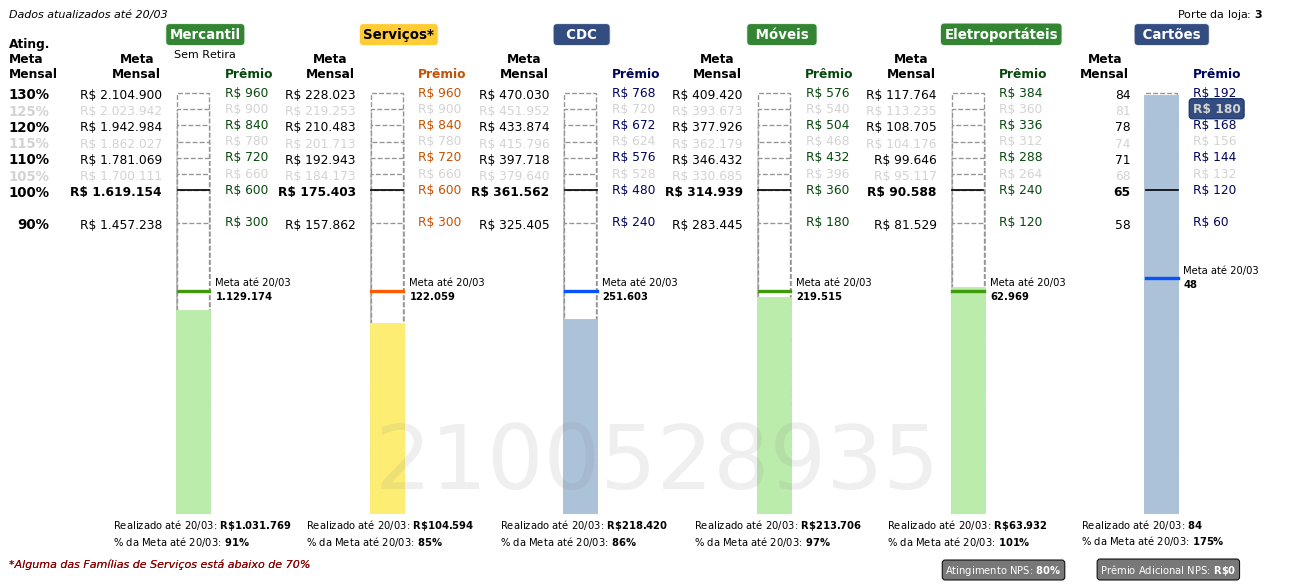 Dados atualizados até 20/03
Porte da loja: 3
Mercantil Serviços* CDC Móveis Eletroportáteis Cartões
Sem Retira
Ating. Meta Mensal
Meta Mensal Prêmio Meta Mensal Prêmio Meta Mensal Prêmio Meta Mensal Prêmio Meta Mensal Prêmio Meta Mensal Prêmio
130% R$ 2.104.900 R$ 960 R$ 228.023 R$ 960 R$ 470.030 R$ 768 R$ 409.420 R$ 576 R$ 117.764 R$ 384 84 R$ 192
125% R$ 2.023.942 R$ 900 R$ 219.253 R$ 900 R$ 451.952 R$ 720 R$ 393.673 R$ 540 R$ 113.235 R$ 360 81 R$ 180
120% R$ 1.942.984 R$ 840 R$ 210.483 R$ 840 R$ 433.874 R$ 672 R$ 377.926 R$ 504 R$ 108.705 R$ 336 78 R$ 168
115% R$ 1.862.027 R$ 780 R$ 201.713 R$ 780 R$ 415.796 R$ 624 R$ 362.179 R$ 468 R$ 104.176 R$ 312 74 R$ 156
110% R$ 1.781.069 R$ 720 R$ 192.943 R$ 720 R$ 397.718 R$ 576 R$ 346.432 R$ 432 R$ 99.646 R$ 288 71 R$ 144
105% R$ 1.700.111 R$ 660 R$ 184.173 R$ 660 R$ 379.640 R$ 528 R$ 330.685 R$ 396 R$ 95.117 R$ 264 68 R$ 132
100% R$ 1.619.154 R$ 600 R$ 175.403 R$ 600 R$ 361.562 R$ 480 R$ 314.939 R$ 360 R$ 90.588 R$ 240 65 R$ 120
90% R$ 1.457.238 R$ 300 R$ 157.862 R$ 300 R$ 325.405 R$ 240 R$ 283.445 R$ 180 R$ 81.529 R$ 120 58 R$ 60
Meta até 20/03 Meta até 20/03 Meta até 20/03 Meta até 20/03 Meta até 20/03 Meta até 20/03
1.129.174 122.059 251.603 219.515 62.969 48
2100528935
Realizado até 20/03: R$1.031.769 Realizado até 20/03: R$104.594 Realizado até 20/03: R$218.420 Realizado até 20/03: R$213.706 Realizado até 20/03: R$63.932 Realizado até 20/03: 84
% da Meta até 20/03: 91% % da Meta até 20/03: 85% % da Meta até 20/03: 86% % da Meta até 20/03: 97% % da Meta até 20/03: 101% % da Meta até 20/03: 175%
*Alguma das Famílias de Serviços está abaixo de 70%
Atingimento NPS: 80% Prêmio Adicional NPS: R$0